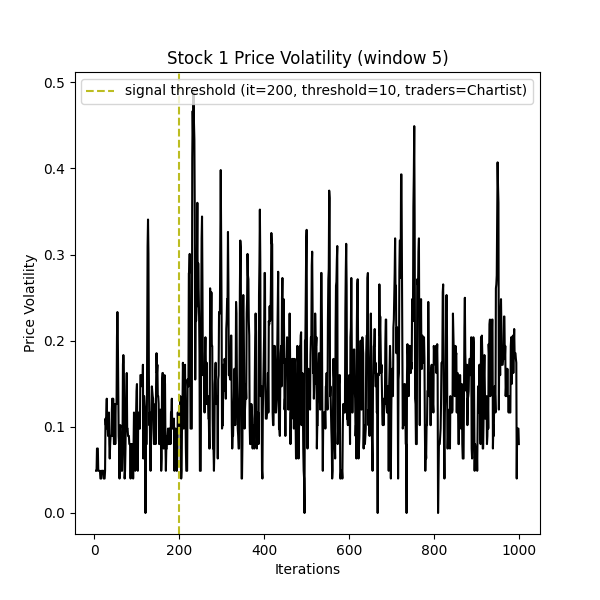 Stock 1 Price Volatility (window 5)
signal threshold (it=200, threshold=10, traders=Chartist)
Price Volatility
0.5
0.4
0.3
0.2
0.1
0.0
0 200 400 600 800 1000
Iterations